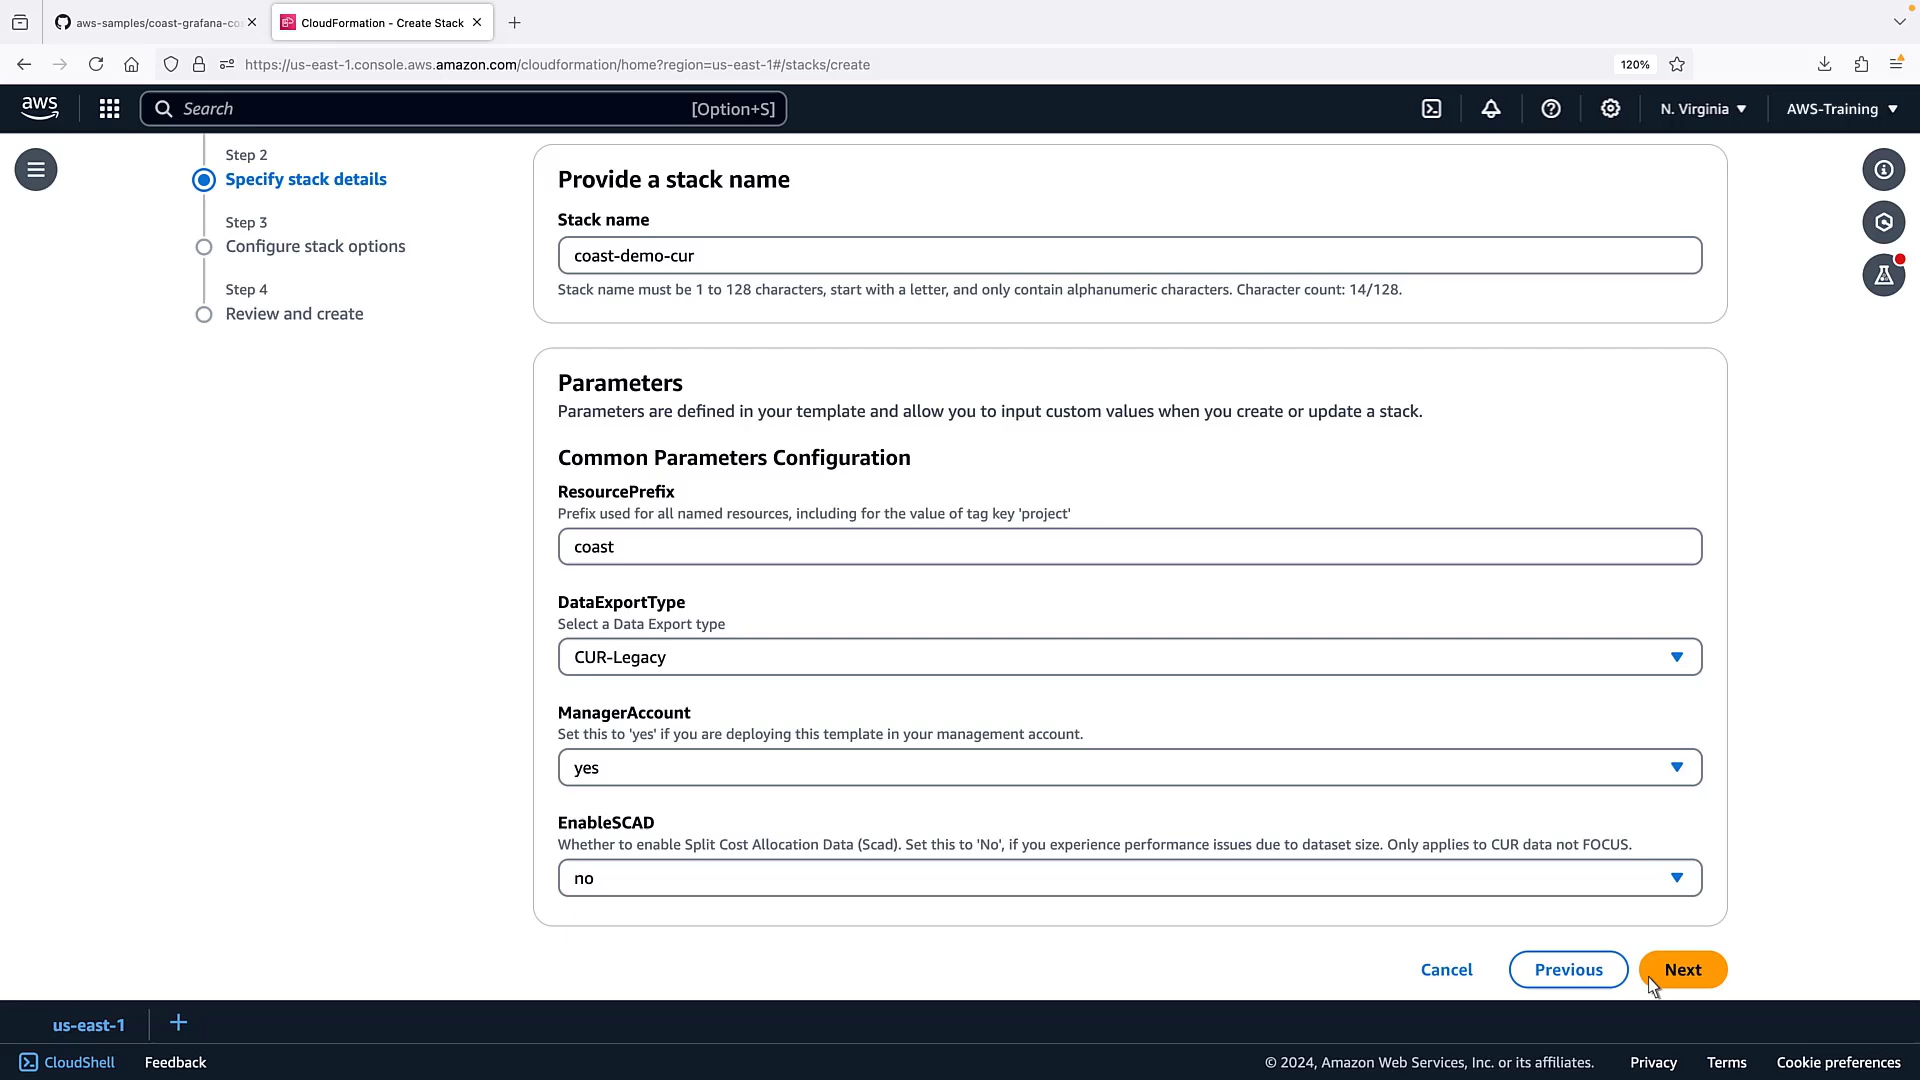 aws-samples/coast-grafana-co
CloudFormation - Create Stack
https://us-east-1.console.aws.amazon.com/cloudformation/home?region=us-east-1#/stacks/create
120%
aws
Search
[Option+S]
N. Virginia
AWS-Training
Step 2
Specify stack details
Step 3
Configure stack options
Step 4
Review and create
Provide a stack name
Stack name
coast-demo-cur
Stack name must be 1 to 128 characters, start with a letter, and only contain alphanumeric characters. Character count: 14/128.
Parameters
Parameters are defined in your template and allow you to input custom values when you create or update a stack.
Common Parameters Configuration
ResourcePrefix
Prefix used for all named resources, including for the value of tag key 'project'
coast
DataExportType
Select a Data Export type
CUR-Legacy
ManagerAccount
Set this to 'yes' if you are deploying this template in your management account.
yes
EnableSCAD
Whether to enable Split Cost Allocation Data (Scad). Set this to 'No', if you experience performance issues due to dataset size. Only applies to CUR data not FOCUS.
no
Cancel
Previous
Next
us-east-1
CloudShell
Feedback
© 2024, Amazon Web Services, Inc. or its affiliates.
Privacy
Terms
Cookie preferences